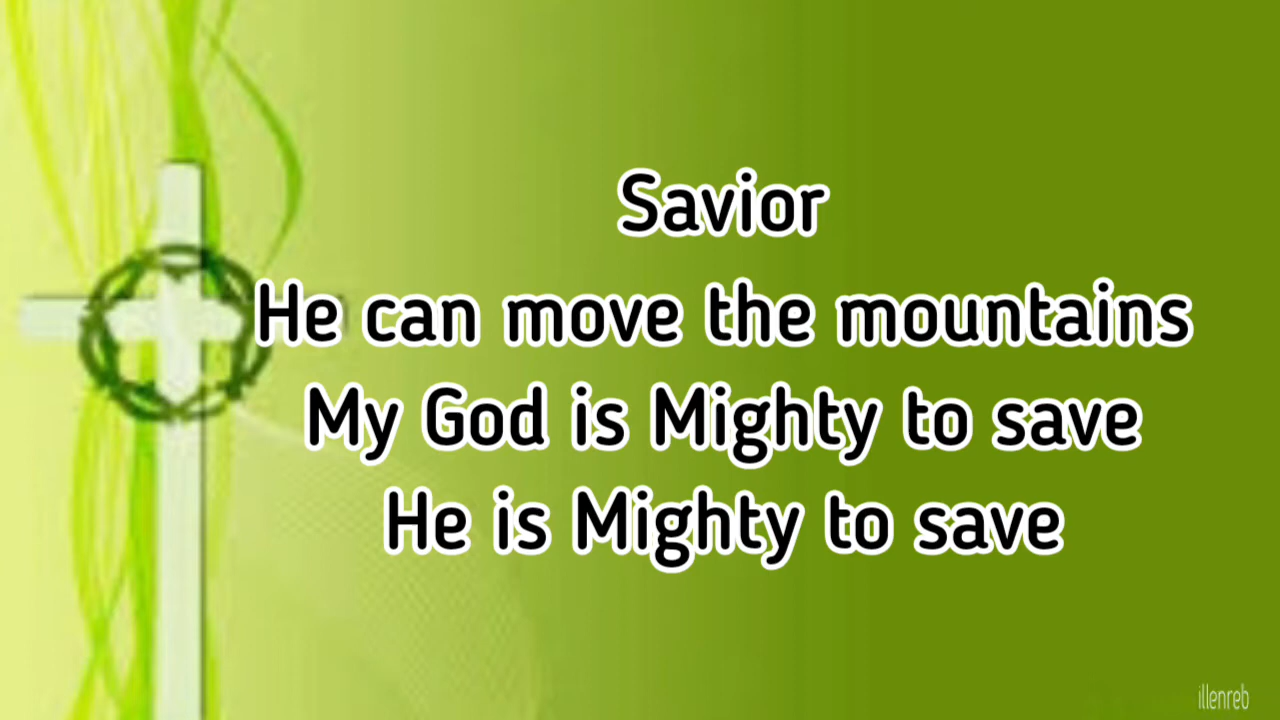 Savior
He can move the mountains
My God is Mighty to save
He is Mighty to save
illenreb